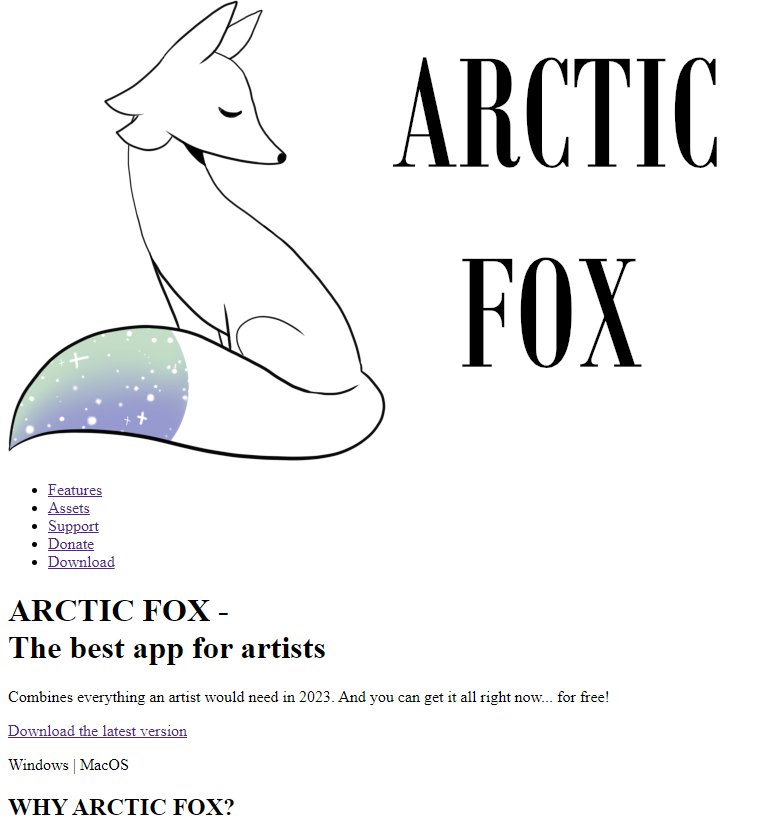 ARCTIC
FOX
Features
Assets
Support
Donate
Download
ARCTIC FOX -
The best app for artists
Combines everything an artist would need in 2023. And you can get it all right now... for free!
Download the latest version
Windows | MacOS
WHY ARCTIC FOX?